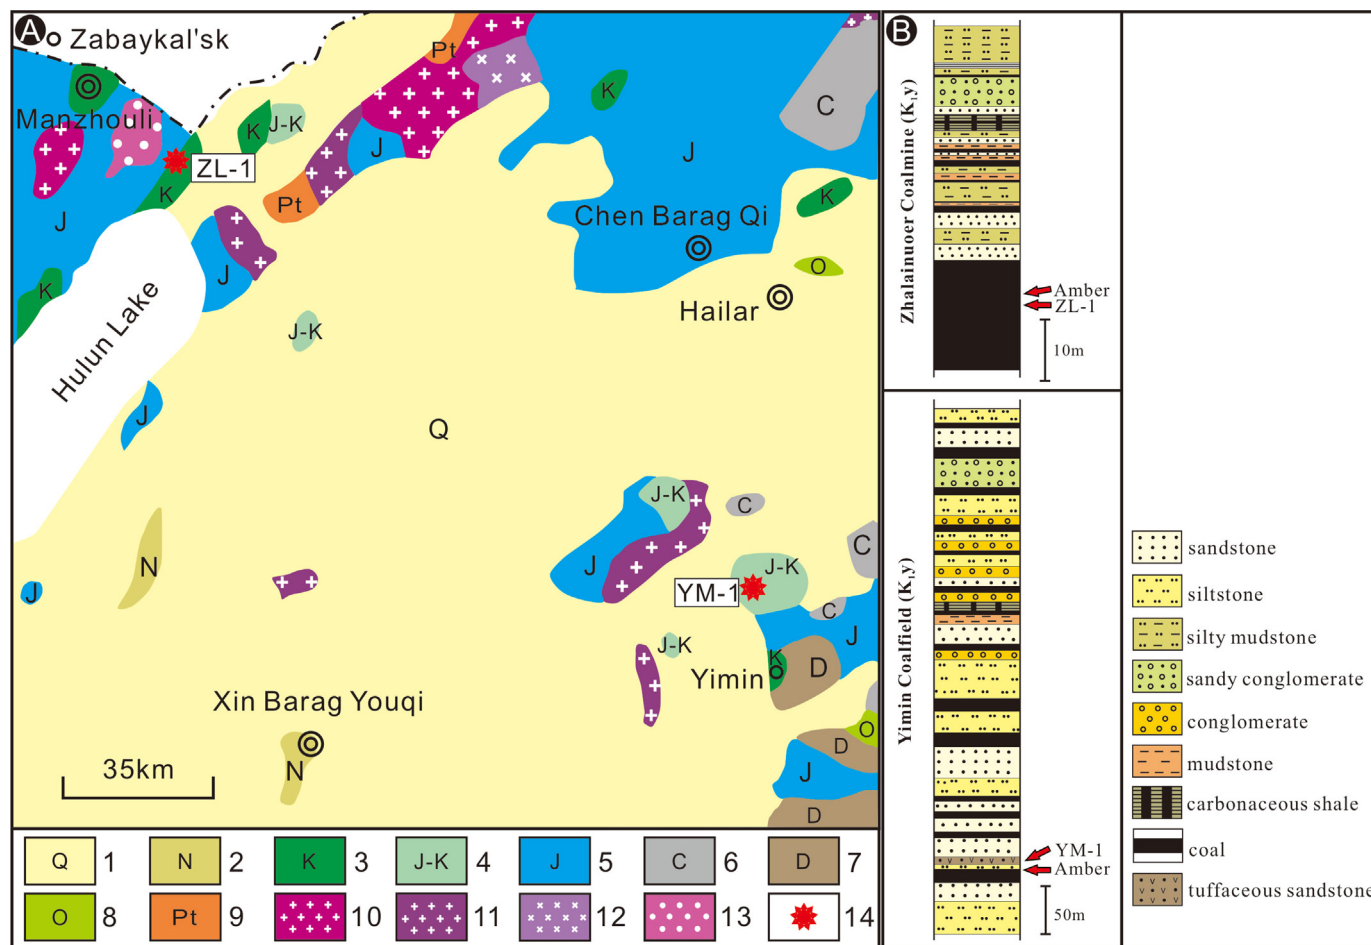 A
Zabaykal'sk
Manzhouli
ZL-1
K
J-K
Pt
J
C
K
J
K
Pt
J
Chen Barag Qi
K
J
K
O
Hailar
Hulun Lake
J-K
J
Q
J-K
C
C
N
J
J
YM-1
J-K
C
J
J-K
K
D
Yimin
Xin Barag Youqi
N
O
D
J
D
35km
Q 1
N 2
K 3
J-K 4
J 5
C 6
D 7
O 8
Pt 9
10
11
12
13
14
B
Zhalainuoer Coalmine (K₁y)
Amber
ZL-1
10m
Yimin Coalfield (K₁y)
YM-1
Amber
50m
sandstone
siltstone
silty mudstone
sandy conglomerate
conglomerate
mudstone
carbonaceous shale
coal
tuffaceous sandstone